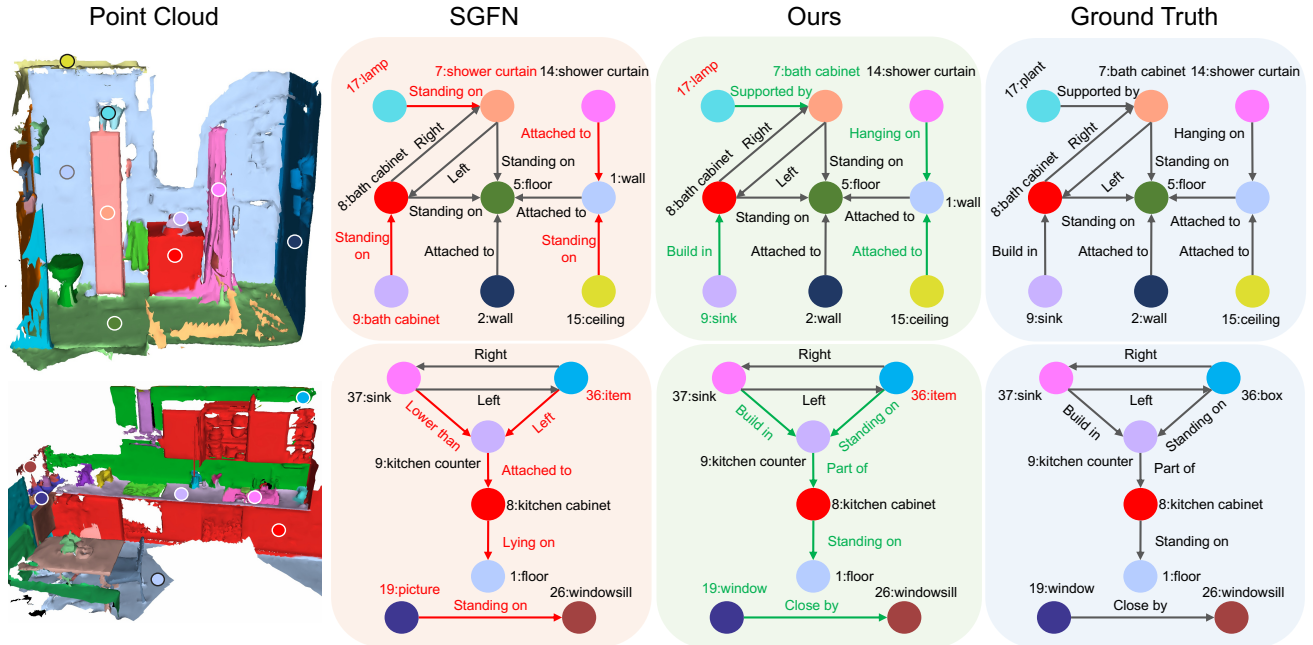 Point Cloud
SGFN
Ours
Ground Truth
17:lamp
7:shower curtain
14:shower curtain
Standing on
Right
Attached to
Left
Standing on
8:bath cabinet
5:floor
1:wall
Standing on
Attached to
Standing
on
Attached to
Standing
on
9:bath cabinet
2:wall
15:ceiling
17:lamp
7:bath cabinet
14:shower curtain
Supported by
Right
Hanging on
Left
Standing on
8:bath cabinet
5:floor
1:wall
Standing on
Attached to
Build in
Attached to
Attached to
9:sink
2:wall
15:ceiling
17:plant
7:bath cabinet
14:shower curtain
Supported by
Right
Hanging on
Left
Standing on
8:bath cabinet
5:floor
1:wall
Standing on
Attached to
Build in
Attached to
Attached to
9:sink
2:wall
15:ceiling
Right
37:sink
Left
36:item
Lower than
Left
9:kitchen counter
Attached to
8:kitchen cabinet
Lying on
1:floor
19:picture
Standing on
26:windowsill
Right
37:sink
Left
36:item
Build in
Standing on
9:kitchen counter
Part of
8:kitchen cabinet
Standing on
1:floor
19:window
Close by
26:windowsill
Right
37:sink
Left
36:box
Build in
Standing on
9:kitchen counter
Part of
8:kitchen cabinet
Standing on
1:floor
19:window
Close by
26:windowsill